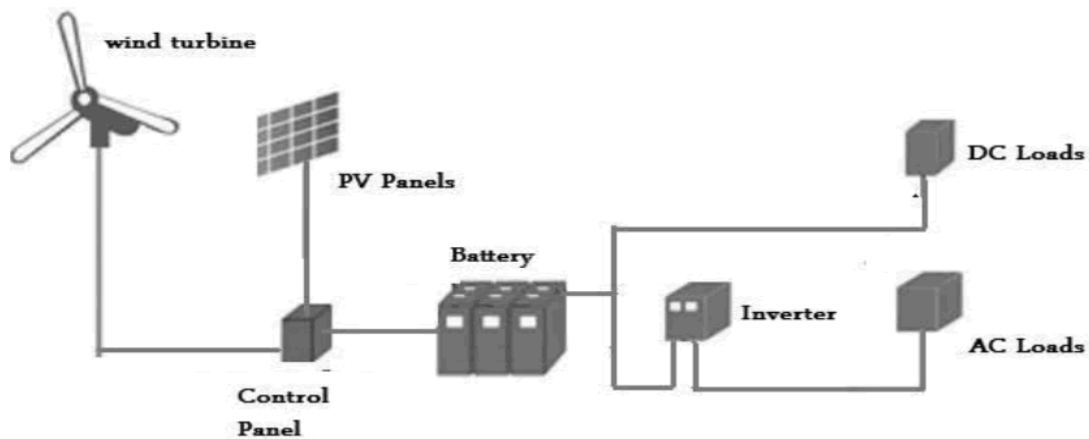 wind turbine
PV Panels
DC Loads
Battery
Inverter
AC Loads
Control
Panel